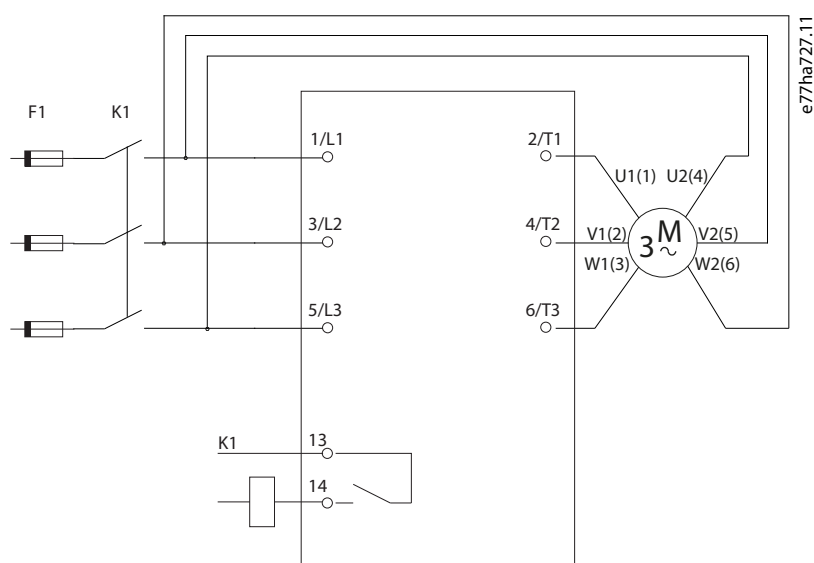 e77ha727.11
F1
K1
1/L1
2/T1
U1(1)
U2(4)
3/L2
4/T2
V1(2)
3
M
~
V2(5)
W1(3)
W2(6)
5/L3
6/T3
K1
13
14